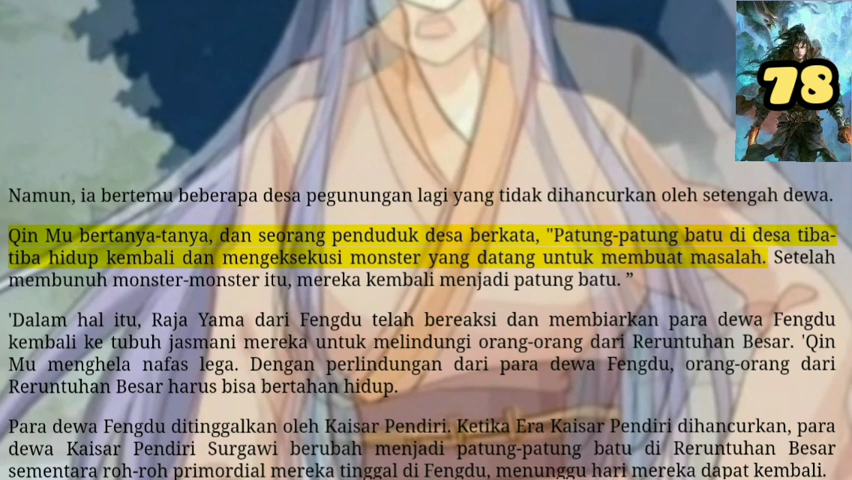 78
Namun, ia bertemu beberapa desa pegunungan lagi yang tidak dihancurkan oleh setengah dewa.
Qin Mu bertanya-tanya, dan seorang penduduk desa berkata, "Patung-patung batu di desa tiba-
tiba hidup kembali dan mengeksekusi monster yang datang untuk membuat masalah. Setelah
membunuh monster-monster itu, mereka kembali menjadi patung batu. ”
'Dalam hal itu, Raja Yama dari Fengdu telah bereaksi dan membiarkan para dewa Fengdu
kembali ke tubuh jasmani mereka untuk melindungi orang-orang dari Reruntuhan Besar. 'Qin
Mu menghela nafas lega. Dengan perlindungan dari para dewa Fengdu, orang-orang dari
Reruntuhan Besar harus bisa bertahan hidup.
Para dewa Fengdu ditinggalkan oleh Kaisar Pendiri. Ketika Era Kaisar Pendiri dihancurkan, para
dewa Kaisar Pendiri Surgawi berubah menjadi patung-patung batu di Reruntuhan Besar
sementara roh-roh primordial mereka tinggal di Fengdu, menunggu hari mereka dapat kembali.